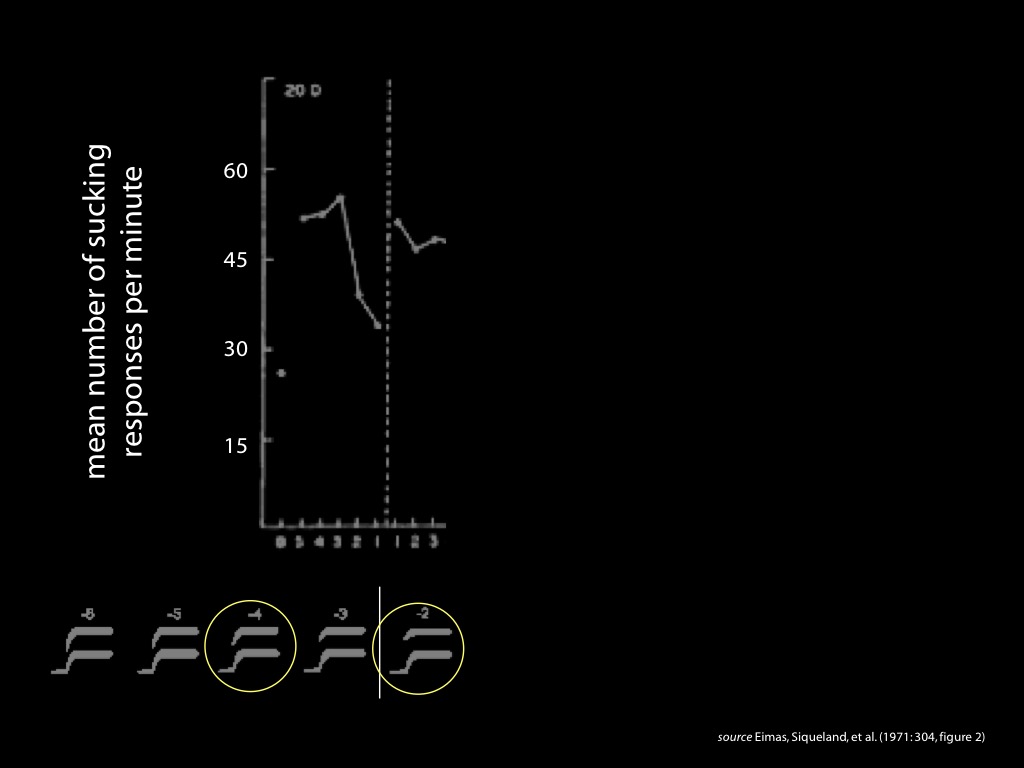 20 D
mean number of sucking
responses per minute
60
45
30
15
B 5 4 3 2 1 1 2 3
-6 -5 -4 -3 -2
source Eimas, Siqueland, et al. (1971: 304, figure 2)